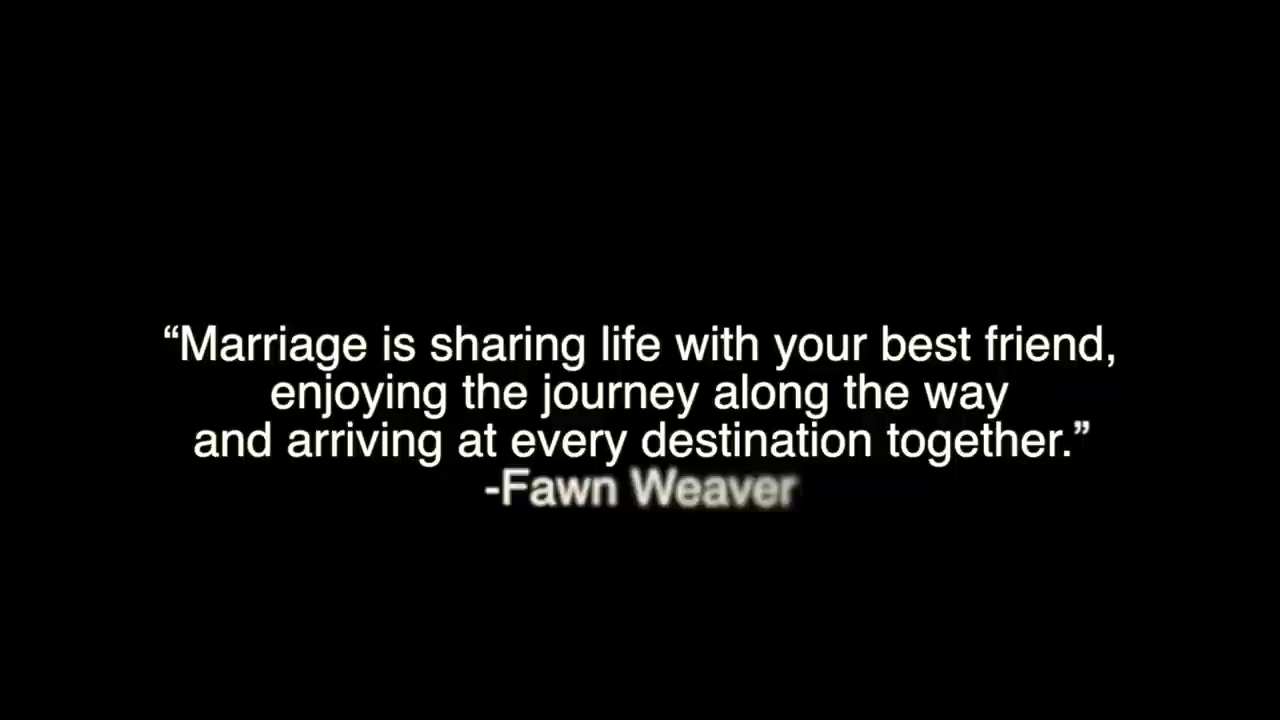 “Marriage is sharing life with your best friend,
enjoying the journey along the way
and arriving at every destination together.”
-Fawn Weaver